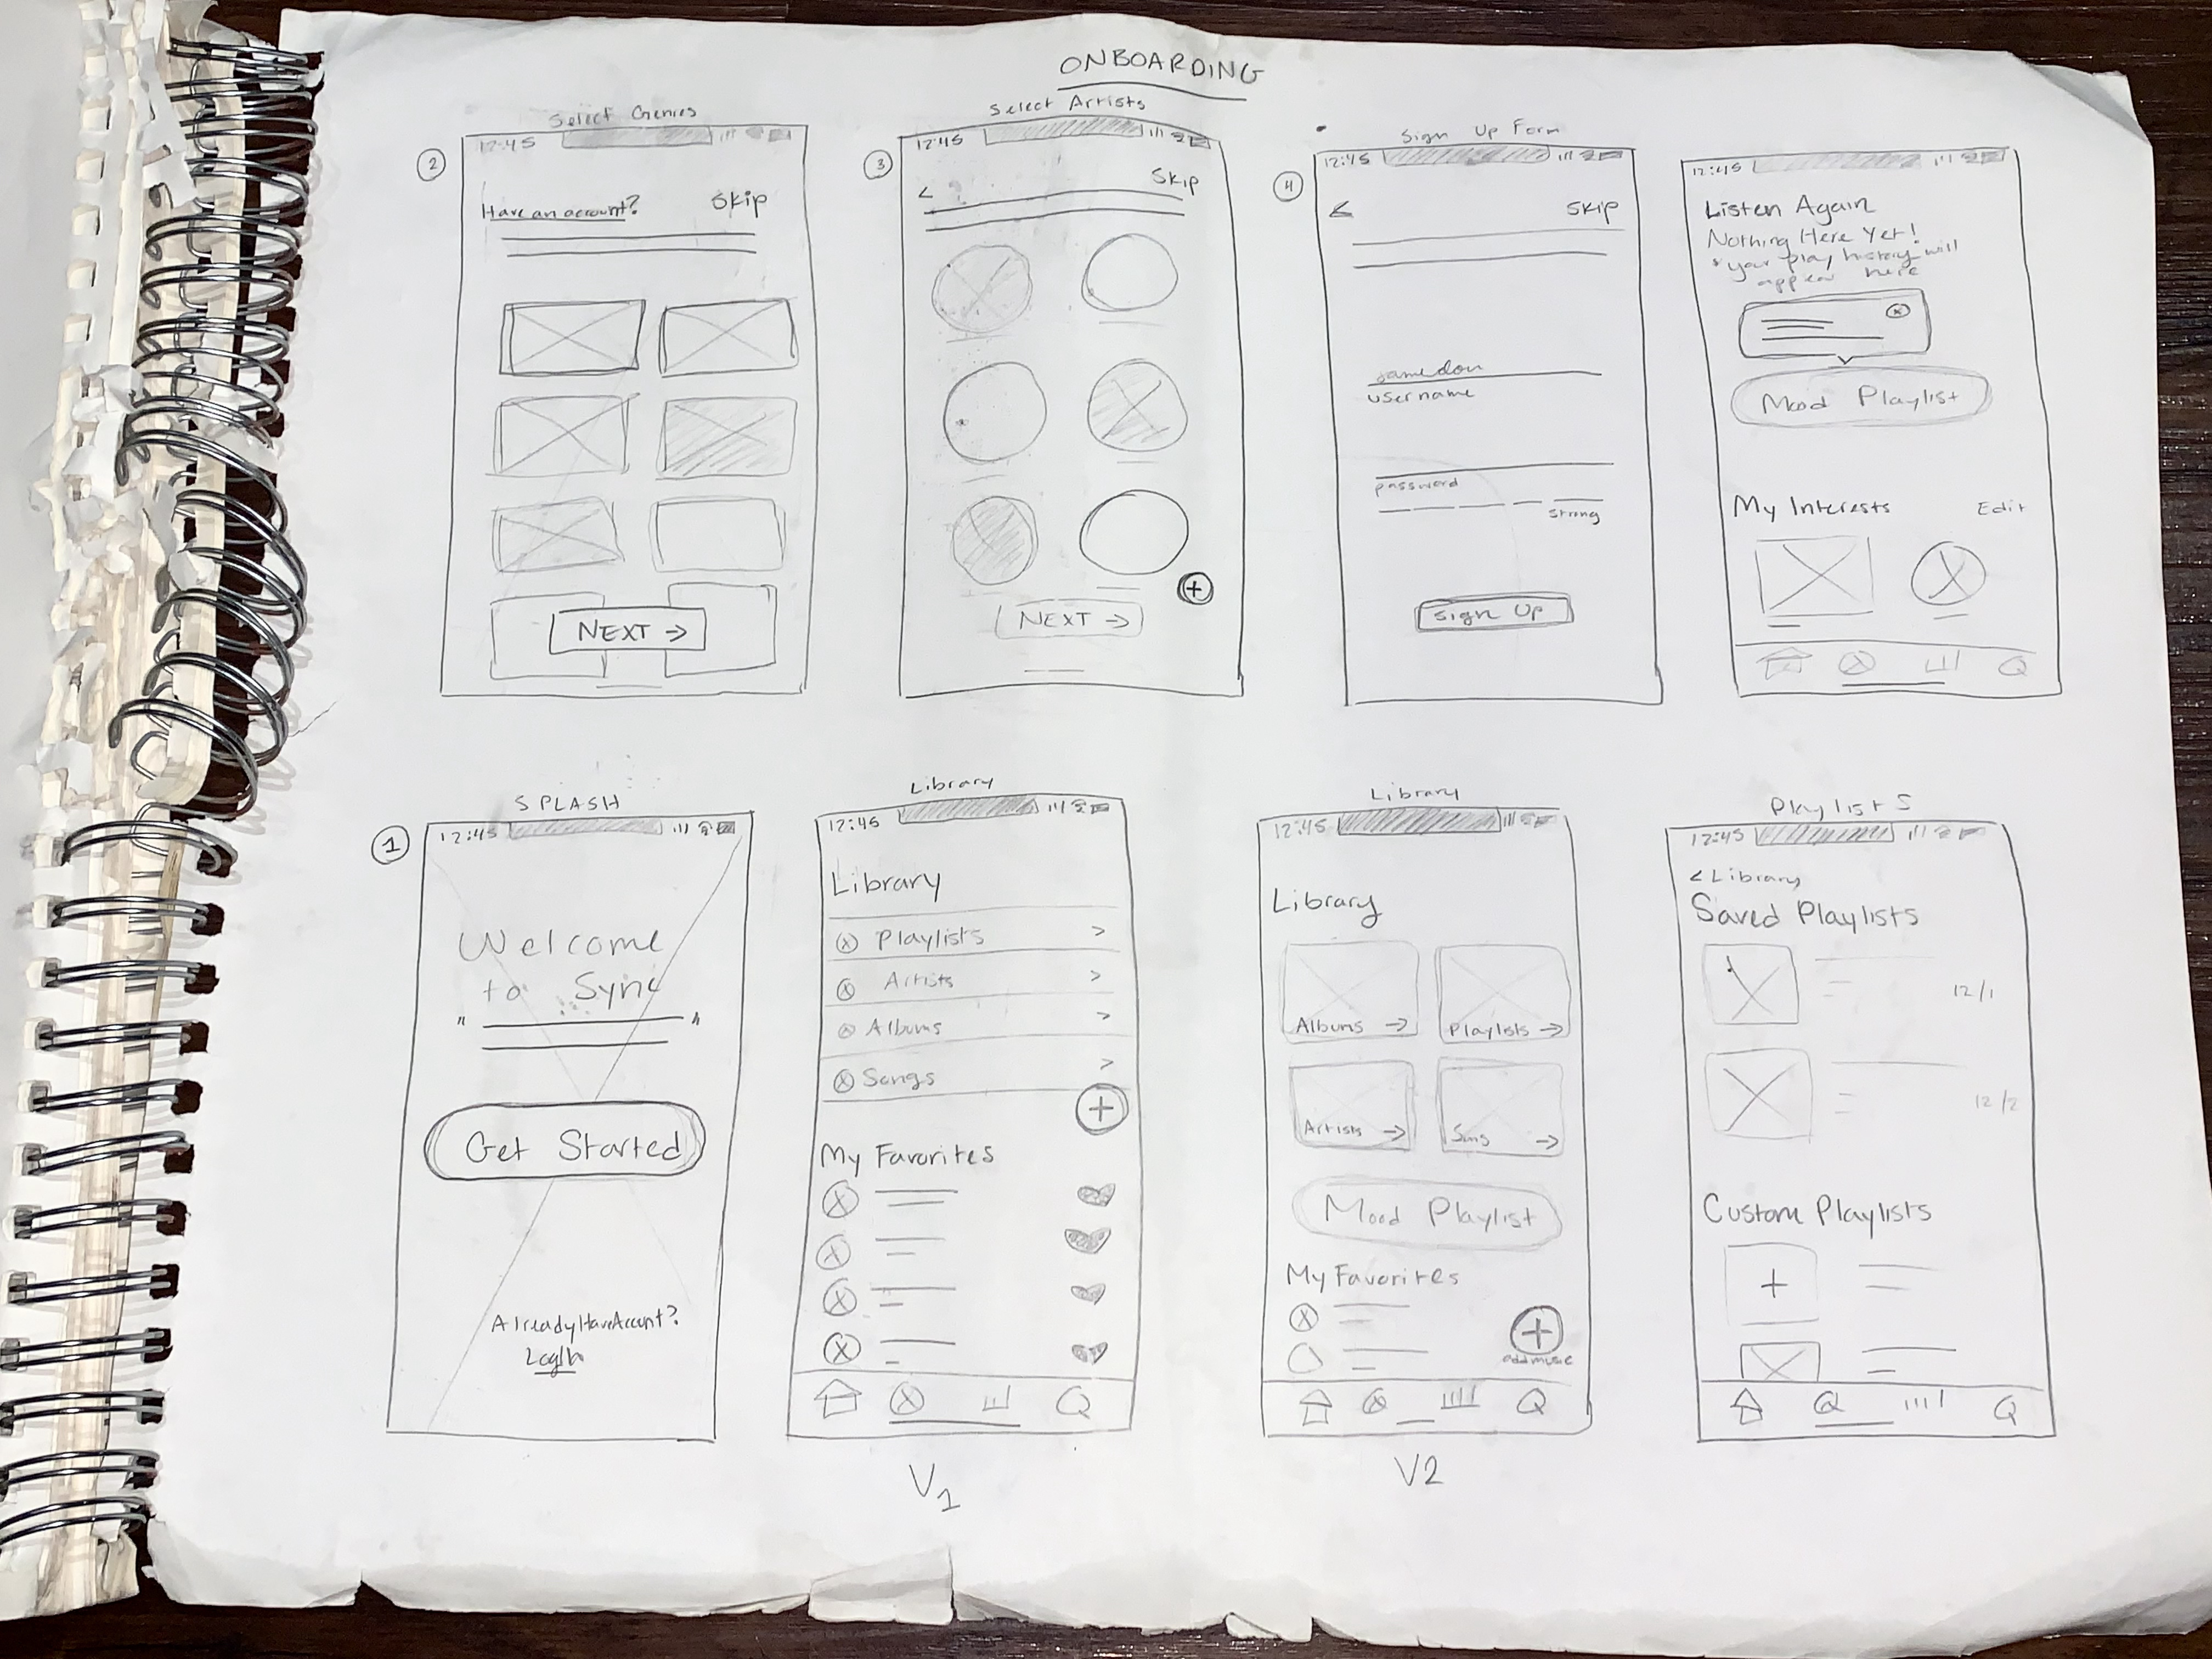 ONBOARDING
Select Genres
2
12:45
Have an account?
Skip
NEXT →
Select Artists
3
12:45
<
Skip
+
NEXT →
Sign Up Form
4
12:45
<
SKip
username
password
strong
Sign Up
12:45
Listen Again
Nothing Here Yet!
* your play history will
appear here
Mood Playlist
My Interests
Edit
SPLASH
1
12:45
Welcome
to Sync
"
"
Get Started
AlreadyHaveAccount?
LogIn
Library
12:45
Library
Playlists >
Artists >
Albums >
Songs >
+
My Favorites
V1
Library
12:45
Library
Albums →
Playlists →
Artists →
Song →
Mood Playlist
My Favorites
+
add music
V2
Playlists
12:45
< Library
Saved Playlists
12/1
12/2
Custom Playlists
+